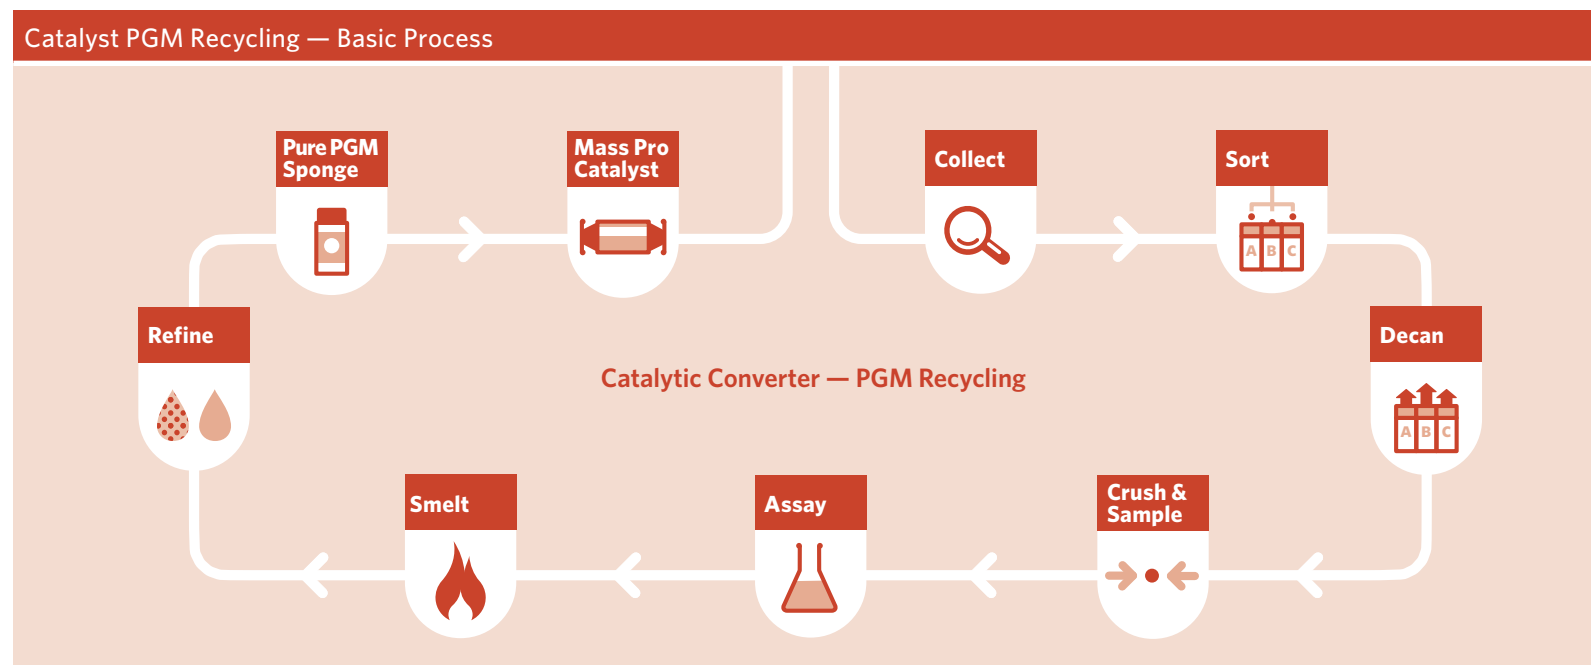 Catalyst PGM Recycling — Basic Process
Pure PGM
Sponge
Mass Pro
Catalyst
Collect
Sort
A B C
Refine
Decan
A B C
Catalytic Converter — PGM Recycling
Smelt
Assay
Crush &
Sample